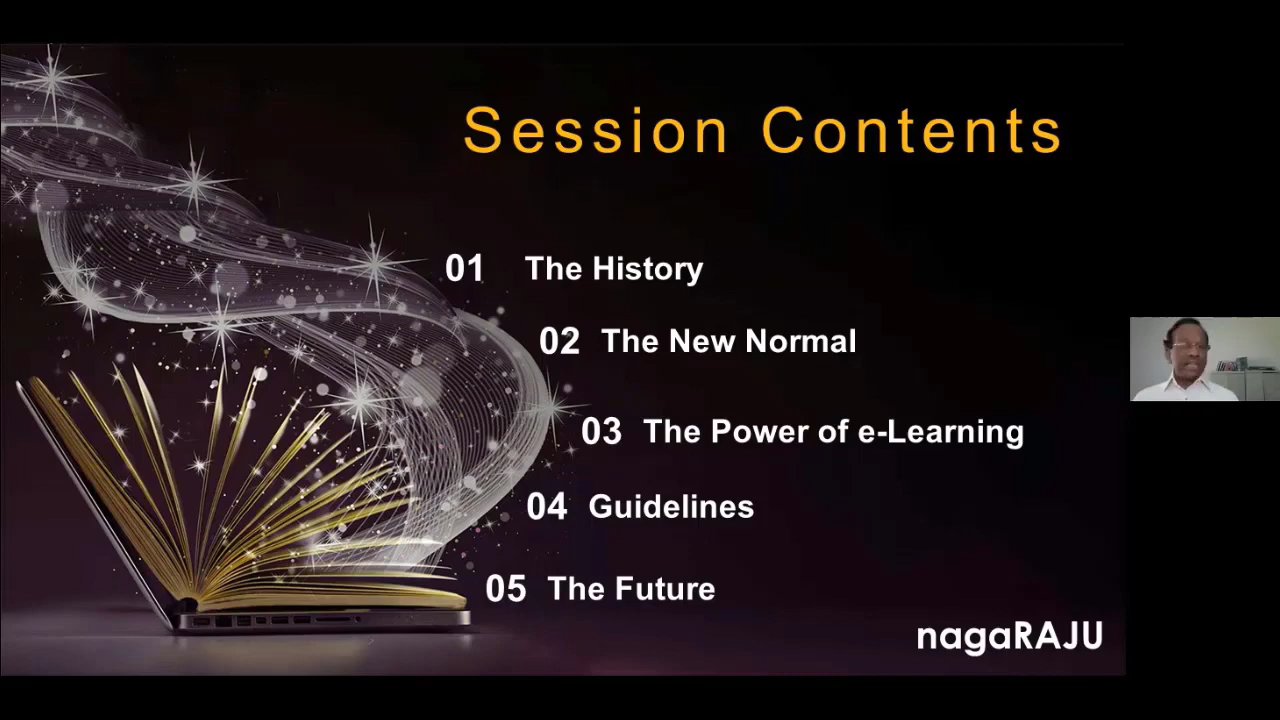 Session Contents
01 The History
02 The New Normal
03 The Power of e-Learning
04 Guidelines
05 The Future
nagaRAJU